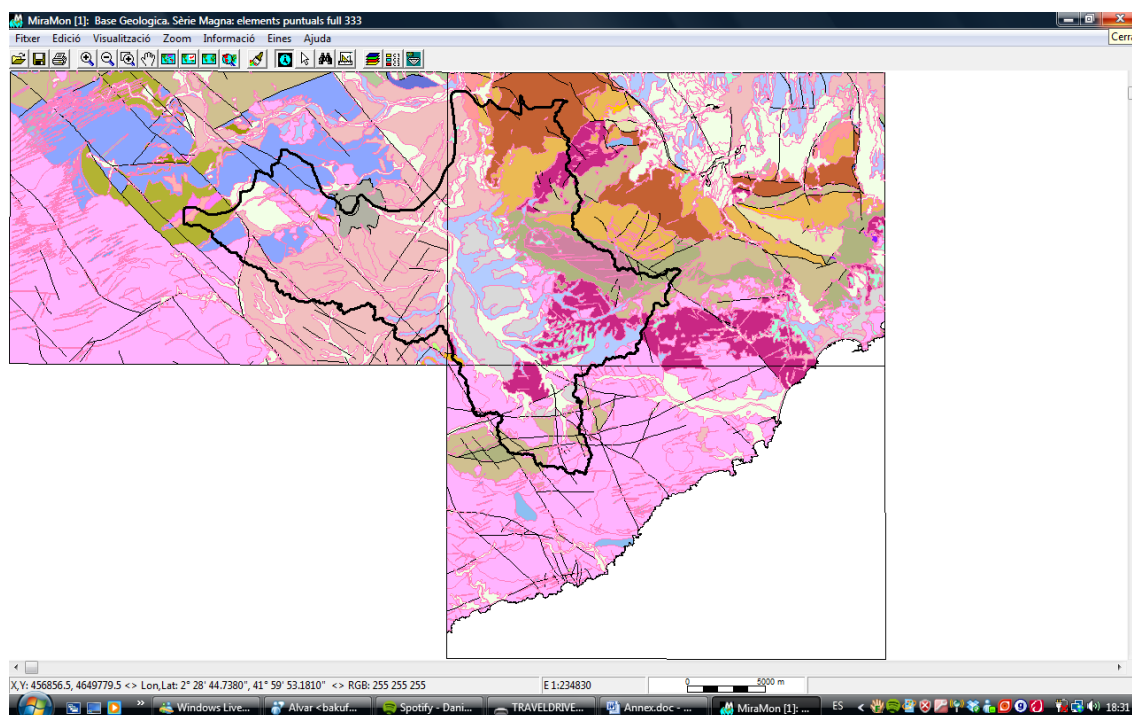 MiraMon [1]: Base Geologica. Sèrie Magna: elements puntuals full 333
Cerra
Fitxer Edició Visualització Zoom Informació Eines Ajuda
X,Y: 456856.5, 4649779.5 <> Lon,Lat: 2° 28' 44.7380", 41° 59' 53.1810" <> RGB: 255 255 255
E 1:234830
0 5000 m
Windows Live...
Alvar <bakuf...
Spotify - Dani...
TRAVELDRIVE...
Annex.doc - ...
MiraMon [1]: ...
ES
18:31